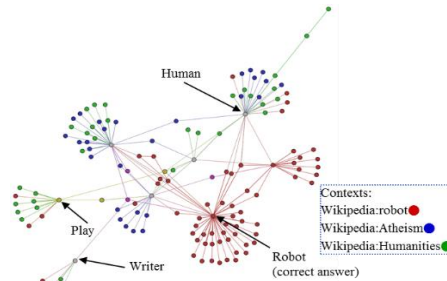 Human
Contexts:
Wikipedia:robot
Wikipedia:Atheism
Wikipedia:Humanities
Play
Writer
Robot
(correct answer)